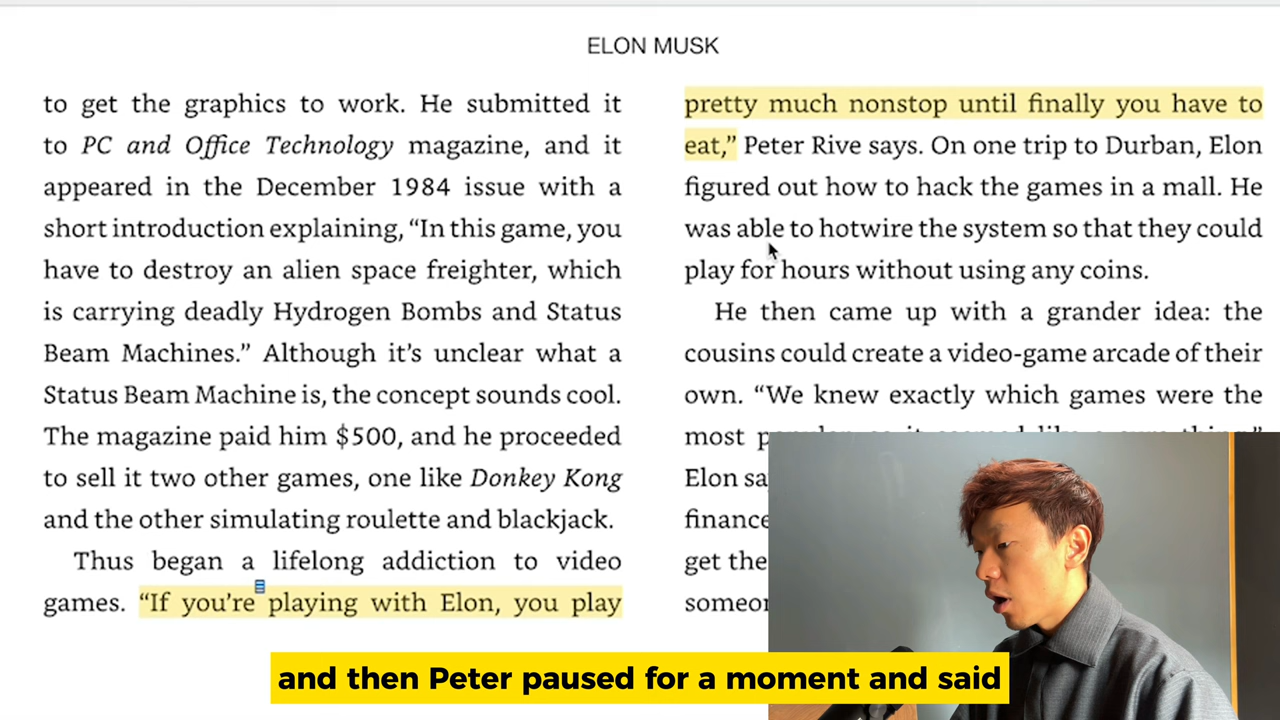 ELON MUSK
to get the graphics to work. He submitted it
to PC and Office Technology magazine, and it
appeared in the December 1984 issue with a
short introduction explaining, “In this game, you
have to destroy an alien space freighter, which
is carrying deadly Hydrogen Bombs and Status
Beam Machines.” Although it’s unclear what a
Status Beam Machine is, the concept sounds cool.
The magazine paid him $500, and he proceeded
to sell it two other games, one like Donkey Kong
and the other simulating roulette and blackjack.
Thus began a lifelong addiction to video
games. “If you’re playing with Elon, you play
pretty much nonstop until finally you have to
eat,” Peter Rive says. On one trip to Durban, Elon
figured out how to hack the games in a mall. He
was able to hotwire the system so that they could
play for hours without using any coins.
He then came up with a grander idea: the
cousins could create a video-game arcade of their
own. “We knew exactly which games were the
most
Elon
finance
get the
and then Peter paused for a moment and said